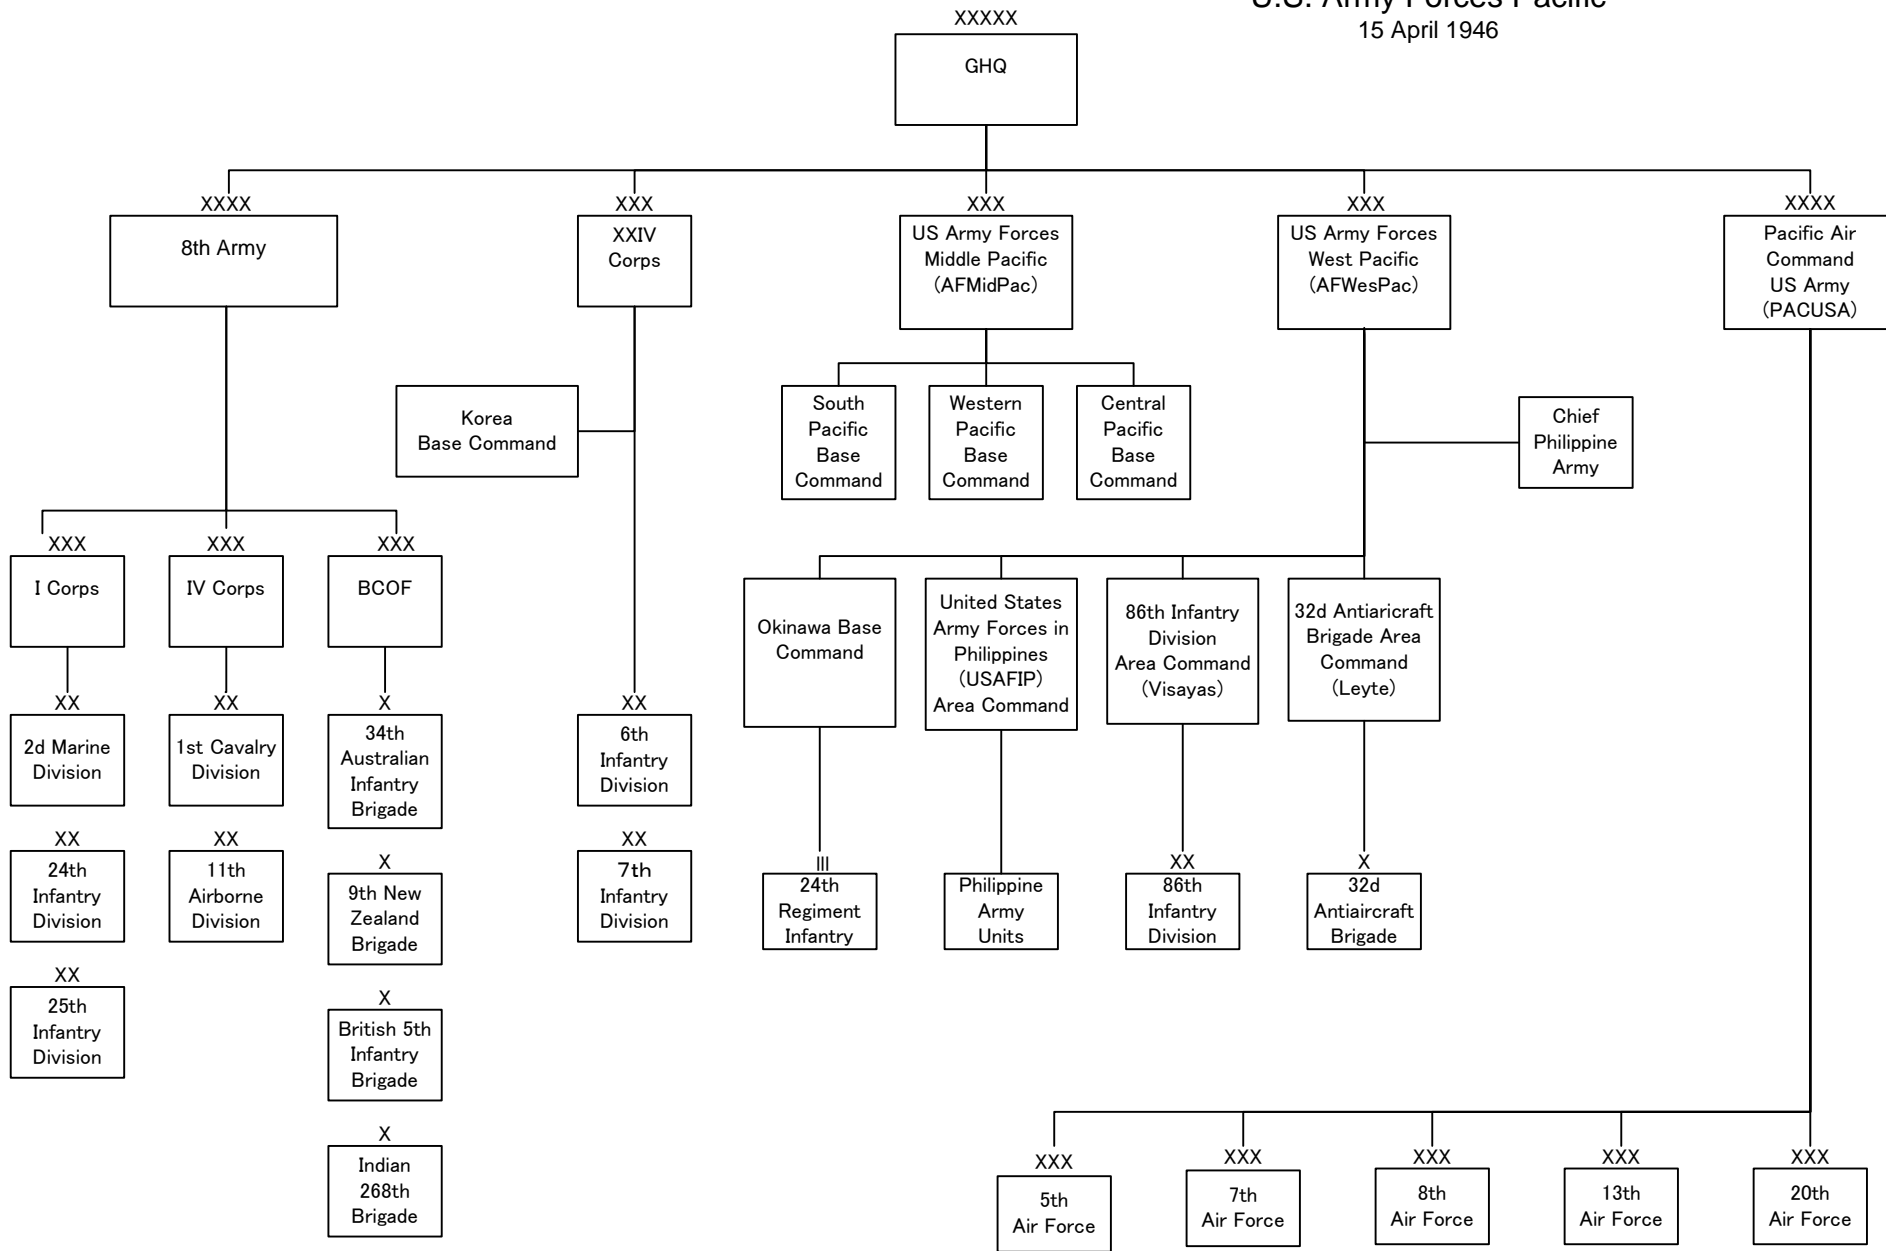 U.S. Army Forces Pacific
15 April 1946
XXXXX
GHQ
XXXX
8th Army
XXX
XXIV
Corps
XXX
US Army Forces
Middle Pacific
(AFMidPac)
XXX
US Army Forces
West Pacific
(AFWesPac)
XXXX
Pacific Air
Command
US Army
(PACUSA)
Korea
Base Command
South
Pacific
Base
Command
Western
Pacific
Base
Command
Central
Pacific
Base
Command
Chief
Philippine
Army
XXX
I Corps
XXX
IV Corps
XXX
BCOF
Okinawa Base
Command
United States
Army Forces in
Philippines
(USAFIP)
Area Command
86th Infantry
Division
Area Command
(Visayas)
32d Antiaricraft
Brigade Area
Command
(Leyte)
XX
2d Marine
Division
XX
1st Cavalry
Division
X
34th
Australian
Infantry
Brigade
XX
6th
Infantry
Division
XX
24th
Infantry
Division
XX
11th
Airborne
Division
X
9th New
Zealand
Brigade
XX
7th
Infantry
Division
III
24th
Regiment
Infantry
Philippine
Army
Units
XX
86th
Infantry
Division
X
32d
Antiaircraft
Brigade
XX
25th
Infantry
Division
X
British 5th
Infantry
Brigade
X
Indian
268th
Brigade
XXX
5th
Air Force
XXX
7th
Air Force
XXX
8th
Air Force
XXX
13th
Air Force
XXX
20th
Air Force